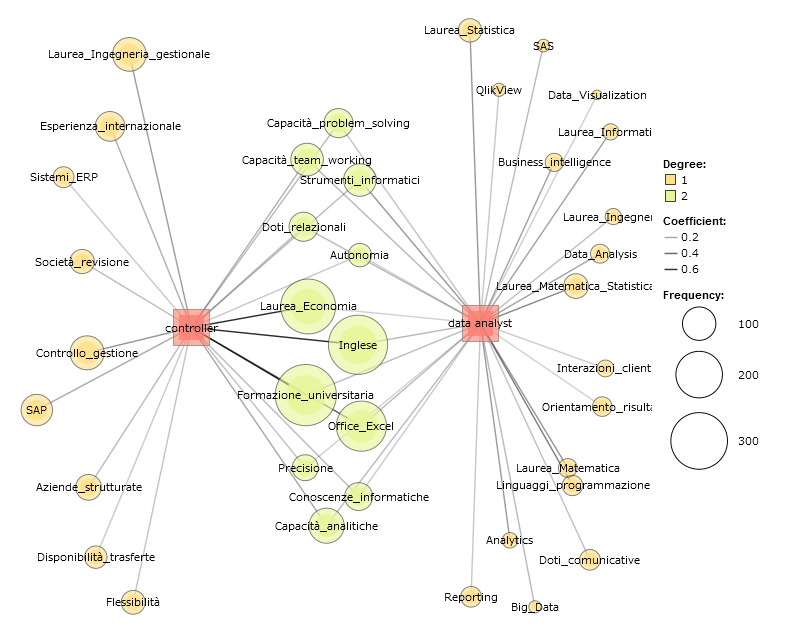 Laurea_Statistica
SAS
Laurea_Ingegneria_gestionale
QlikView
Data_Visualization
Capacità_problem_solving
Esperienza_internazionale
Laurea_Informati
Capacità_team_working
Business_intelligence
Degree:
1
2
Strumenti_informatici
Sistemi_ERP
Doti_relazionali
Laurea_Ingegner
Coefficient:
0.2
0.4
0.6
Autonomia
Data_Analysis
Società_revisione
Laurea_Matematica_Statistica
Frequency:
100
200
300
Laurea_Economia
controller
data analyst
Inglese
Controllo_gestione
Interazioni_client
Formazione_universitaria
Orientamento_risulta
SAP
Office_Excel
Precisione
Laurea_Matematica
Linguaggi_programmazione
Aziende_strutturate
Conoszenze_informatiche
Capacità_analitiche
Analytics
Disponibilità_trasferte
Doti_comunicative
Flessibilità
Reporting
Big_Data